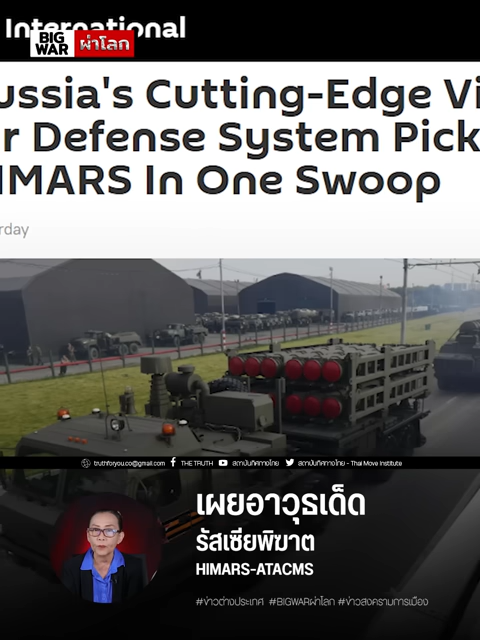 International
BIG
WAR
ผ่าโลก
ussia's Cutting-Edge Vi
r Defense System Pick
IMARS In One Swoop
rday
truthforyou.co@gmail.com THE TRUTH สถาบันทิศทางไทย สถาบันทิศทางไทย - Thai Move Institute
เผยอาวุธเด็ด
รัสเซียพิฆาต
HIMARS-ATACMS
#ข่าวต่างประเทศ #BIGWARผ่าโลก #ข่าวสงครามการเมือง